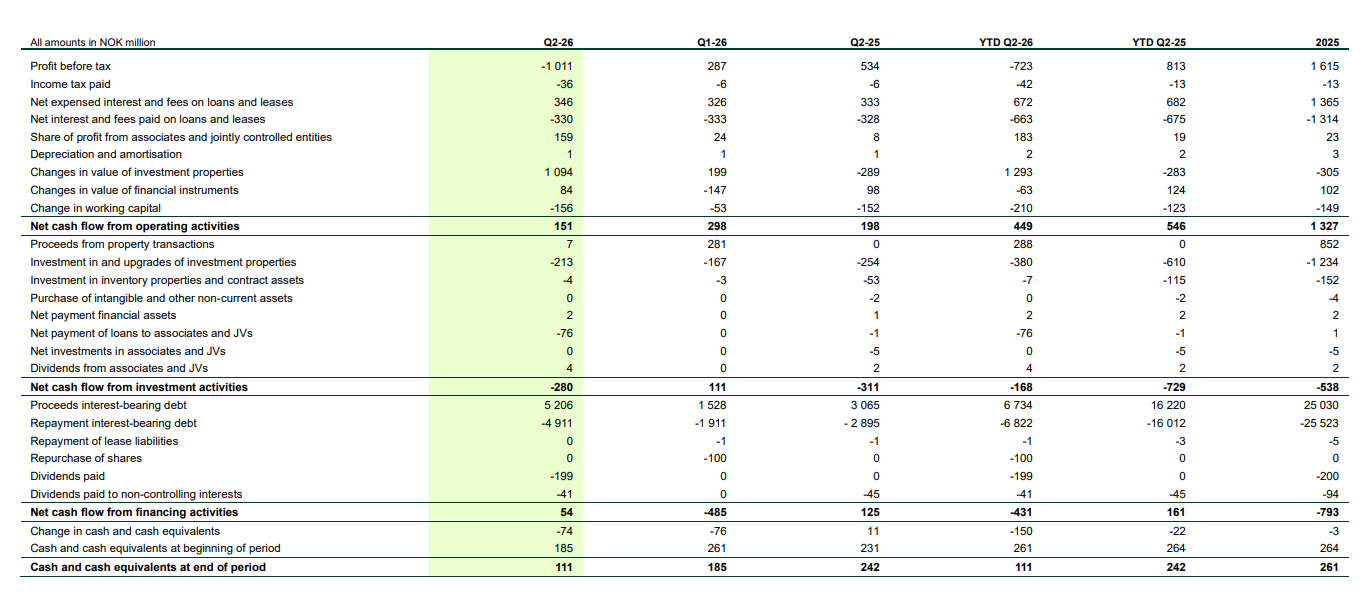 All amounts in NOK million Q2-26 Q1-26 Q2-25 YTD Q2-26 YTD Q2-25 2025
Profit before tax -1 011 287 534 -723 813 1 615
Income tax paid -36 -6 -6 -42 -13 -13
Net expensed interest and fees on loans and leases 346 326 333 672 682 1 365
Net interest and fees paid on loans and leases -330 -333 -328 -663 -675 -1 314
Share of profit from associates and jointly controlled entities 159 24 8 183 19 23
Depreciation and amortisation 1 1 1 2 2 3
Changes in value of investment properties 1 094 199 -289 1 293 -283 -305
Changes in value of financial instruments 84 -147 98 -63 124 102
Change in working capital -156 -53 -152 -210 -123 -149
Net cash flow from operating activities 151 298 198 449 546 1 327
Proceeds from property transactions 7 281 0 288 0 852
Investment in and upgrades of investment properties -213 -167 -254 -380 -610 -1 234
Investment in inventory properties and contract assets -4 -3 -53 -7 -115 -152
Purchase of intangible and other non-current assets 0 0 -2 0 -2 -4
Net payment financial assets 2 0 1 2 2 2
Net payment of loans to associates and JVs -76 0 -1 -76 -1 1
Net investments in associates and JVs 0 0 -5 0 -5 -5
Dividends from associates and JVs 4 0 2 4 2 2
Net cash flow from investment activities -280 111 -311 -168 -729 -538
Proceeds interest-bearing debt 5 206 1 528 3 065 6 734 16 220 25 030
Repayment interest-bearing debt -4 911 -1 911 - 2 895 -6 822 -16 012 -25 523
Repayment of lease liabilities 0 -1 -1 -1 -3 -5
Repurchase of shares 0 -100 0 -100 0 0
Dividends paid -199 0 0 -199 0 -200
Dividends paid to non-controlling interests -41 0 -45 -41 -45 -94
Net cash flow from financing activities 54 -485 125 -431 161 -793
Change in cash and cash equivalents -74 -76 11 -150 -22 -3
Cash and cash equivalents at beginning of period 185 261 231 261 264 264
Cash and cash equivalents at end of period 111 185 242 111 242 261